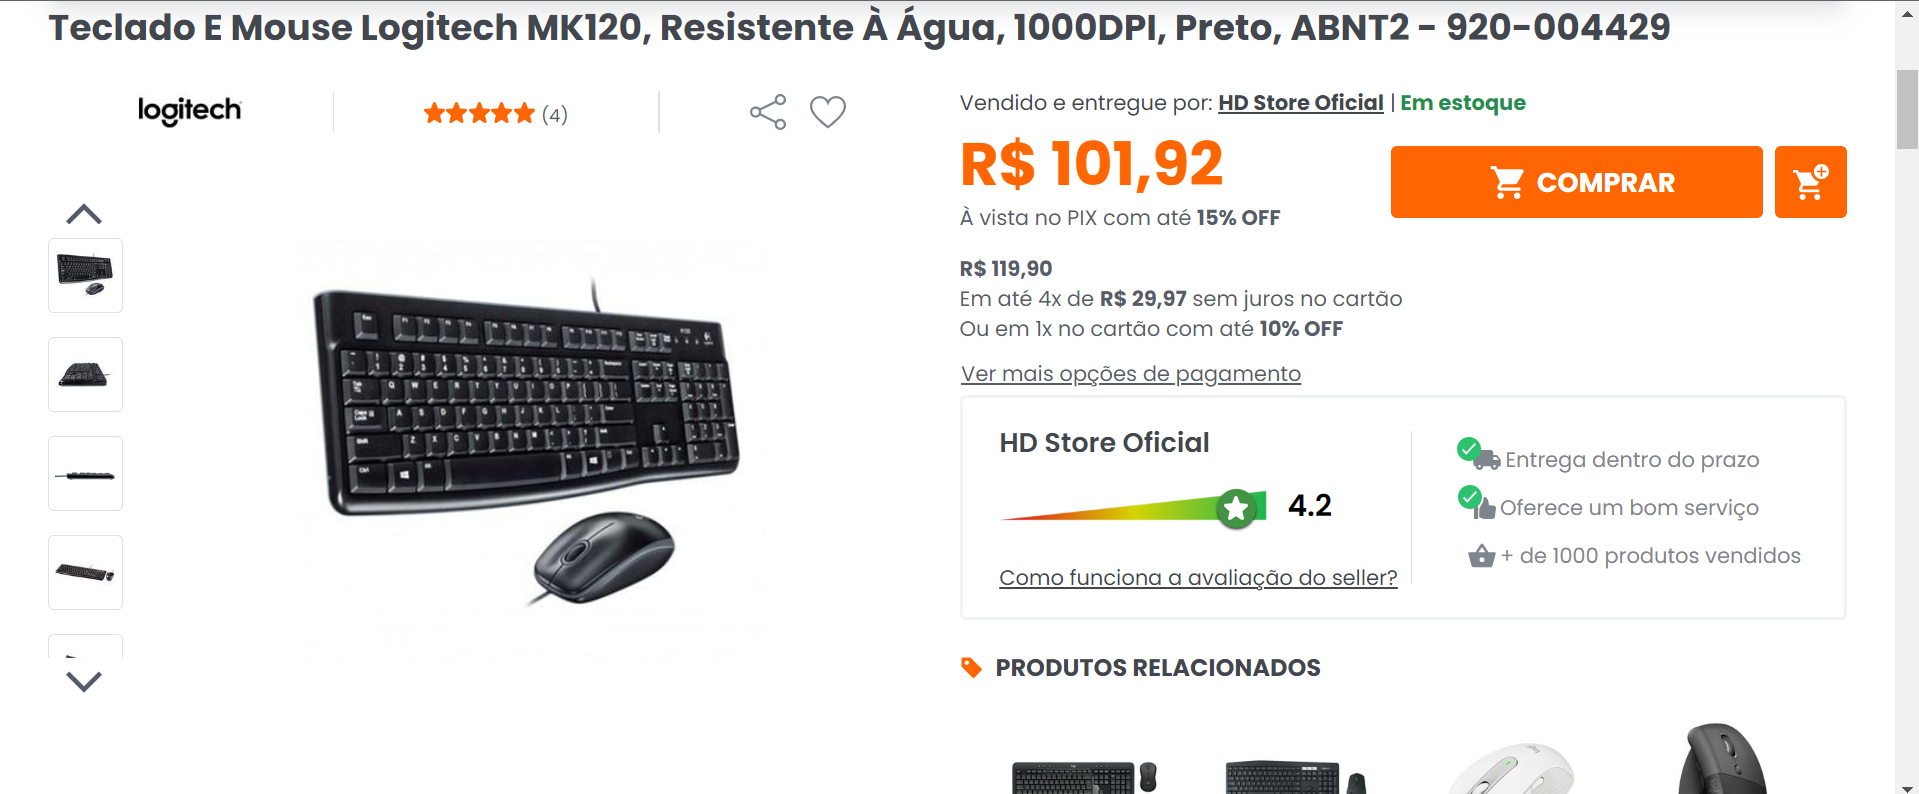 Teclado E Mouse Logitech MK120, Resistente À Água, 1000DPI, Preto, ABNT2 - 920-004429
logitech
(4)
Vendido e entregue por: HD Store Oficial | Em estoque
R$ 101,92
COMPRAR
À vista no PIX com até 15% OFF
R$ 119,90
Em até 4x de R$ 29,97 sem juros no cartão
Ou em 1x no cartão com até 10% OFF
Ver mais opções de pagamento
HD Store Oficial
4.2
Como funciona a avaliação do seller?
Entrega dentro do prazo
Oferece um bom serviço
+ de 1000 produtos vendidos
PRODUTOS RELACIONADOS